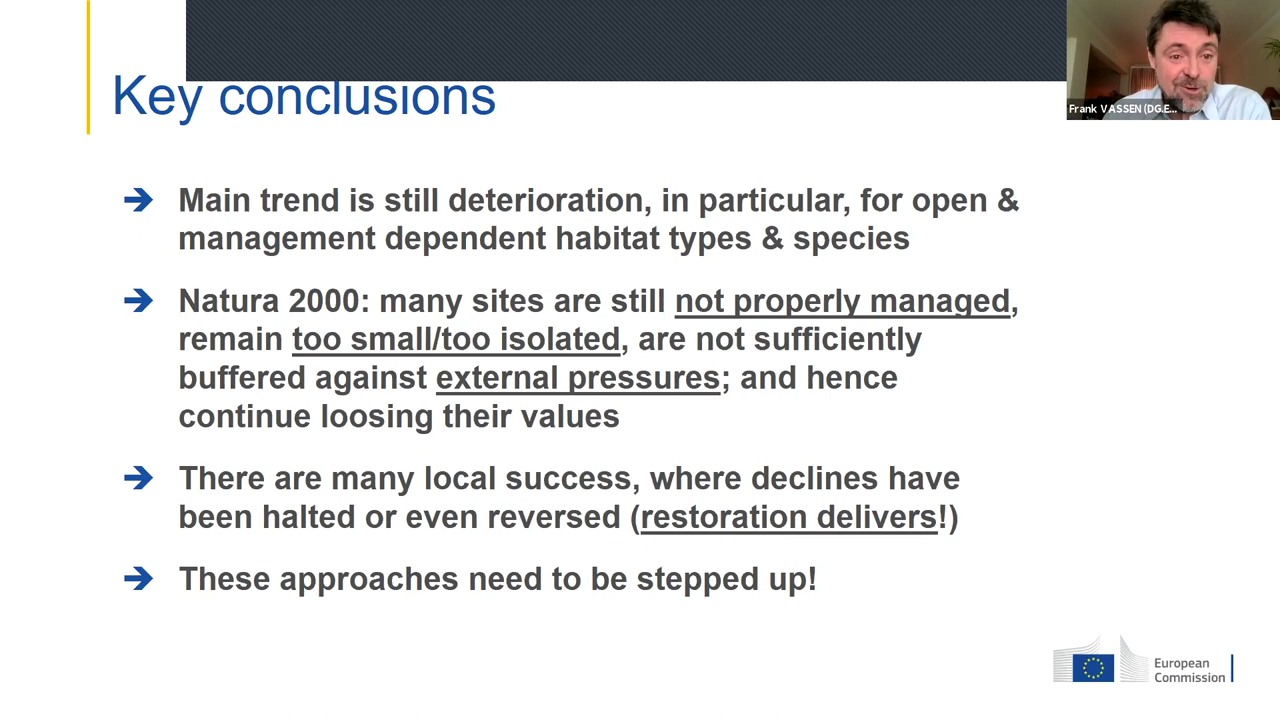 Key conclusions
Frank VASSEN (DG.E...
➔ Main trend is still deterioration, in particular, for open &
management dependent habitat types & species
➔ Natura 2000: many sites are still not properly managed,
remain too small/too isolated, are not sufficiently
buffered against external pressures; and hence
continue loosing their values
➔ There are many local success, where declines have
been halted or even reversed (restoration delivers!)
➔ These approaches need to be stepped up!
European
Commission